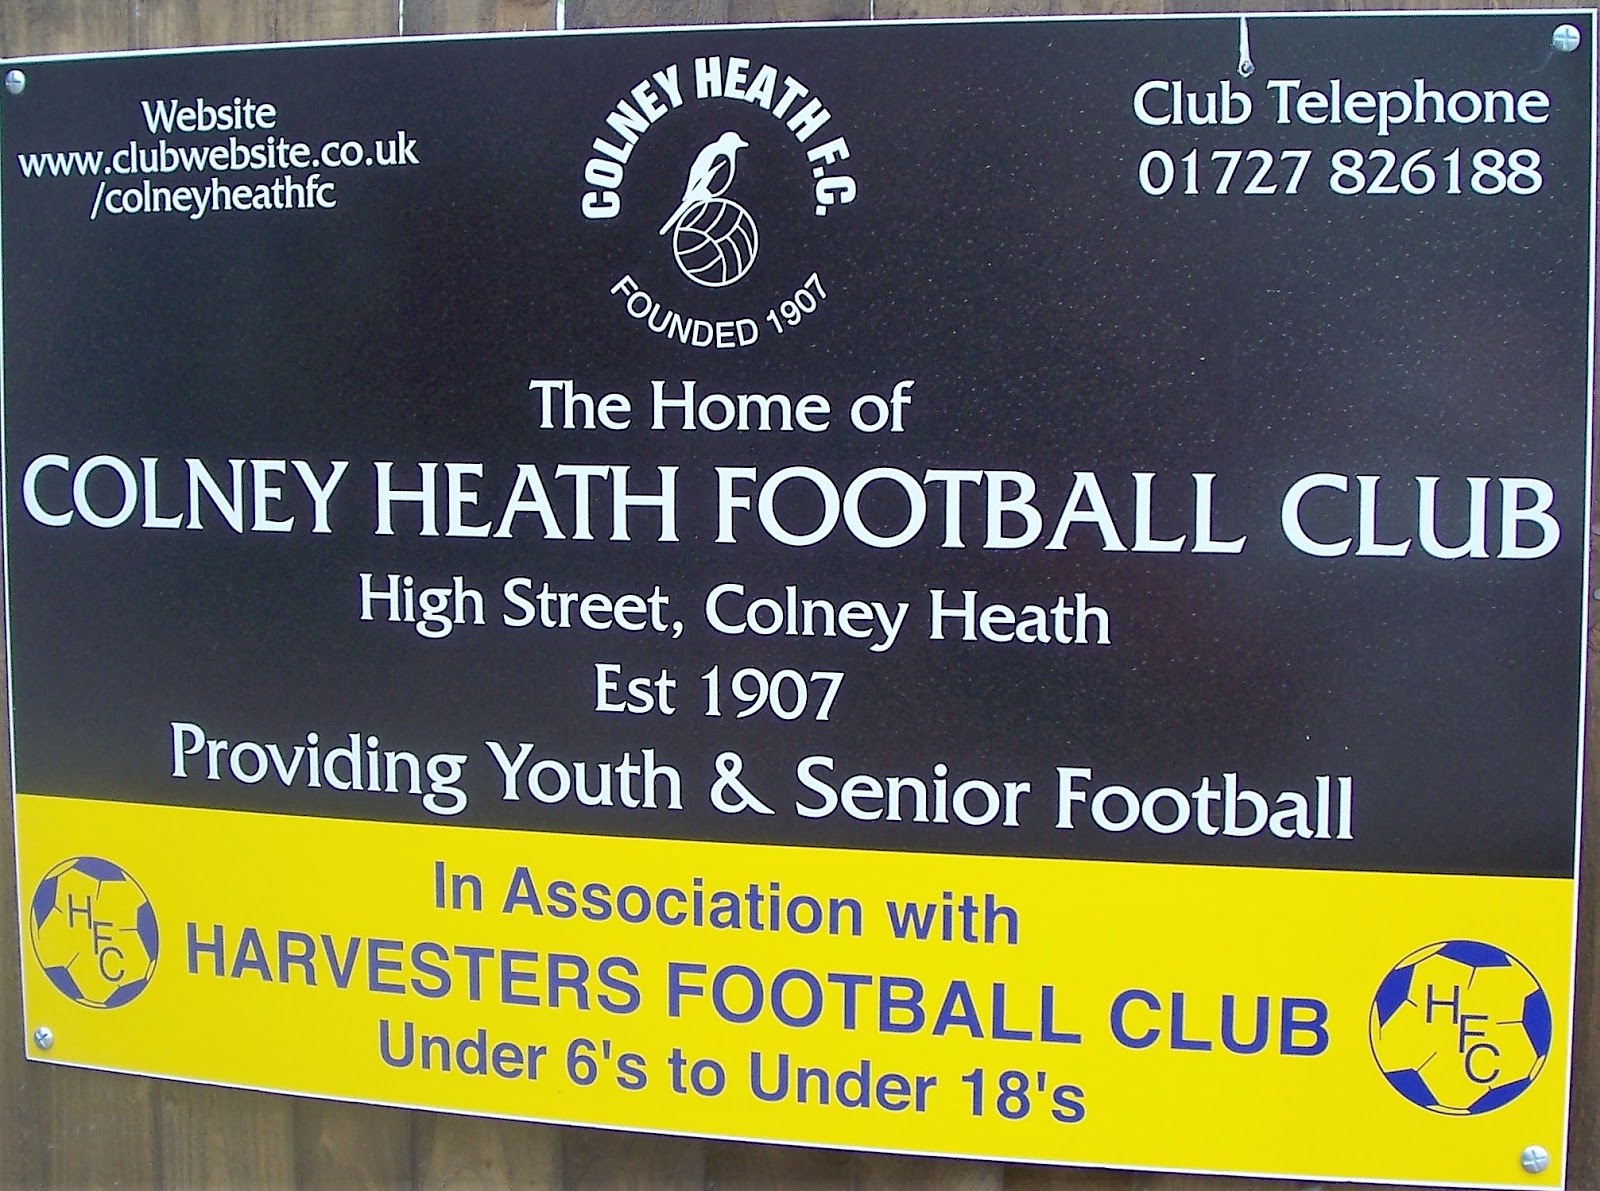 Website
www.clubwebsite.co.uk
/colneyheathfc
COLNEY HEATH F.C.
FOUNDED 1907
Club Telephone
01727 826188
The Home of
COLNEY HEATH FOOTBALL CLUB
High Street, Colney Heath
Est 1907
Providing Youth & Senior Football
HFC
In Association with
HARVESTERS FOOTBALL CLUB
Under 6's to Under 18's
HFC